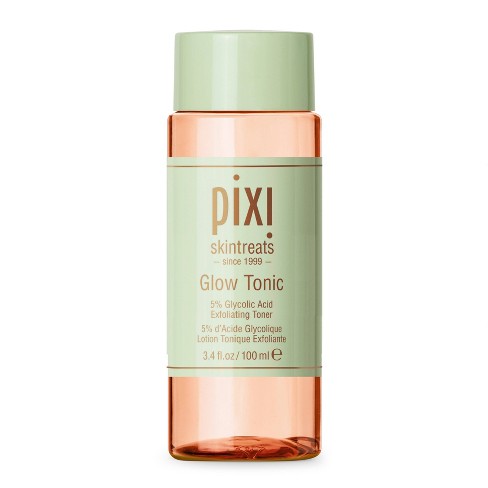 pixi
skintreats
– since 1999 –
Glow Tonic
5% Glycolic Acid
Exfoliating Toner
5% d'Acide Glycolique
Lotion Tonique Exfoliante
3.4 fl.oz/100 ml ℮